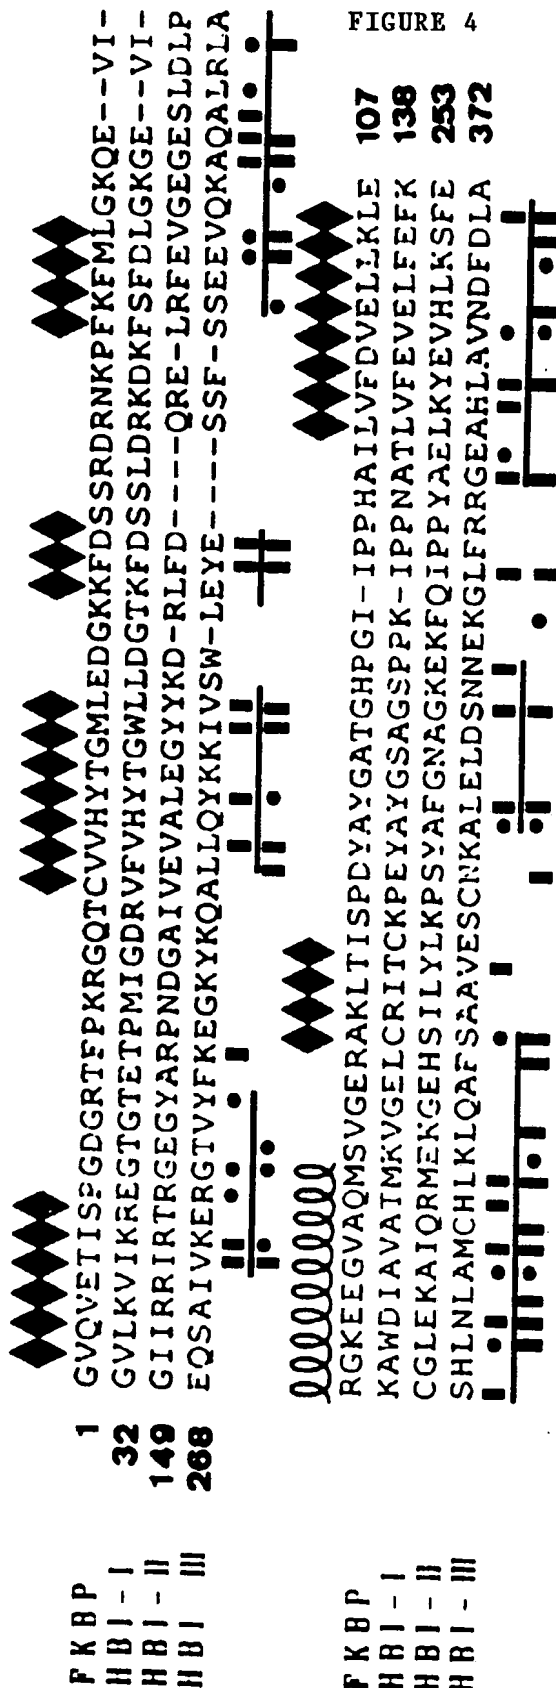 FIGURE 4
FKBP 1 GVQVETISPGDGRTFPKRGQTCVVHYTGMLEDGKKFDSSRDRNKPFKFMLGKQE--VI-
HBI-I 32 GVLKVIKREGTGTETPMIGDRVFVHYTGWLLDGTKFDSSLDRKDKFSFDLGKGE--VI-
HBI-II 149 GIIRRIRTRGEGYARPNDGAIVEVALEGYYKD-RLFD----QRE-LRFEVGEGESLDLP
HBI III 268 EQSAIVKERGTVYFKEGKYKQALLQYKKIVSW-LEYE----SSF-SSEEVQKAQALRLA
FKBP RGKEEGVAQMSVGERAKLTISPDYAYGATGHPGI-IPPHAILVFDVELLKLE 107
HBI-I KAWDIAVATMKVGELCRITCKPEYAYGSAGSPPK-IPPNATLVFEVELFEFK 138
HBI-II CGLEKAIQRMEKGEHSILYLKPSYAFGNAGKEKFQIPPYAELKYEVHLKSFE 253
HBI-III SHLNLAMCHLKLQAFSAAVESCNKALELDSNNEKGLFRRGEAHLAVNDFDLA 372